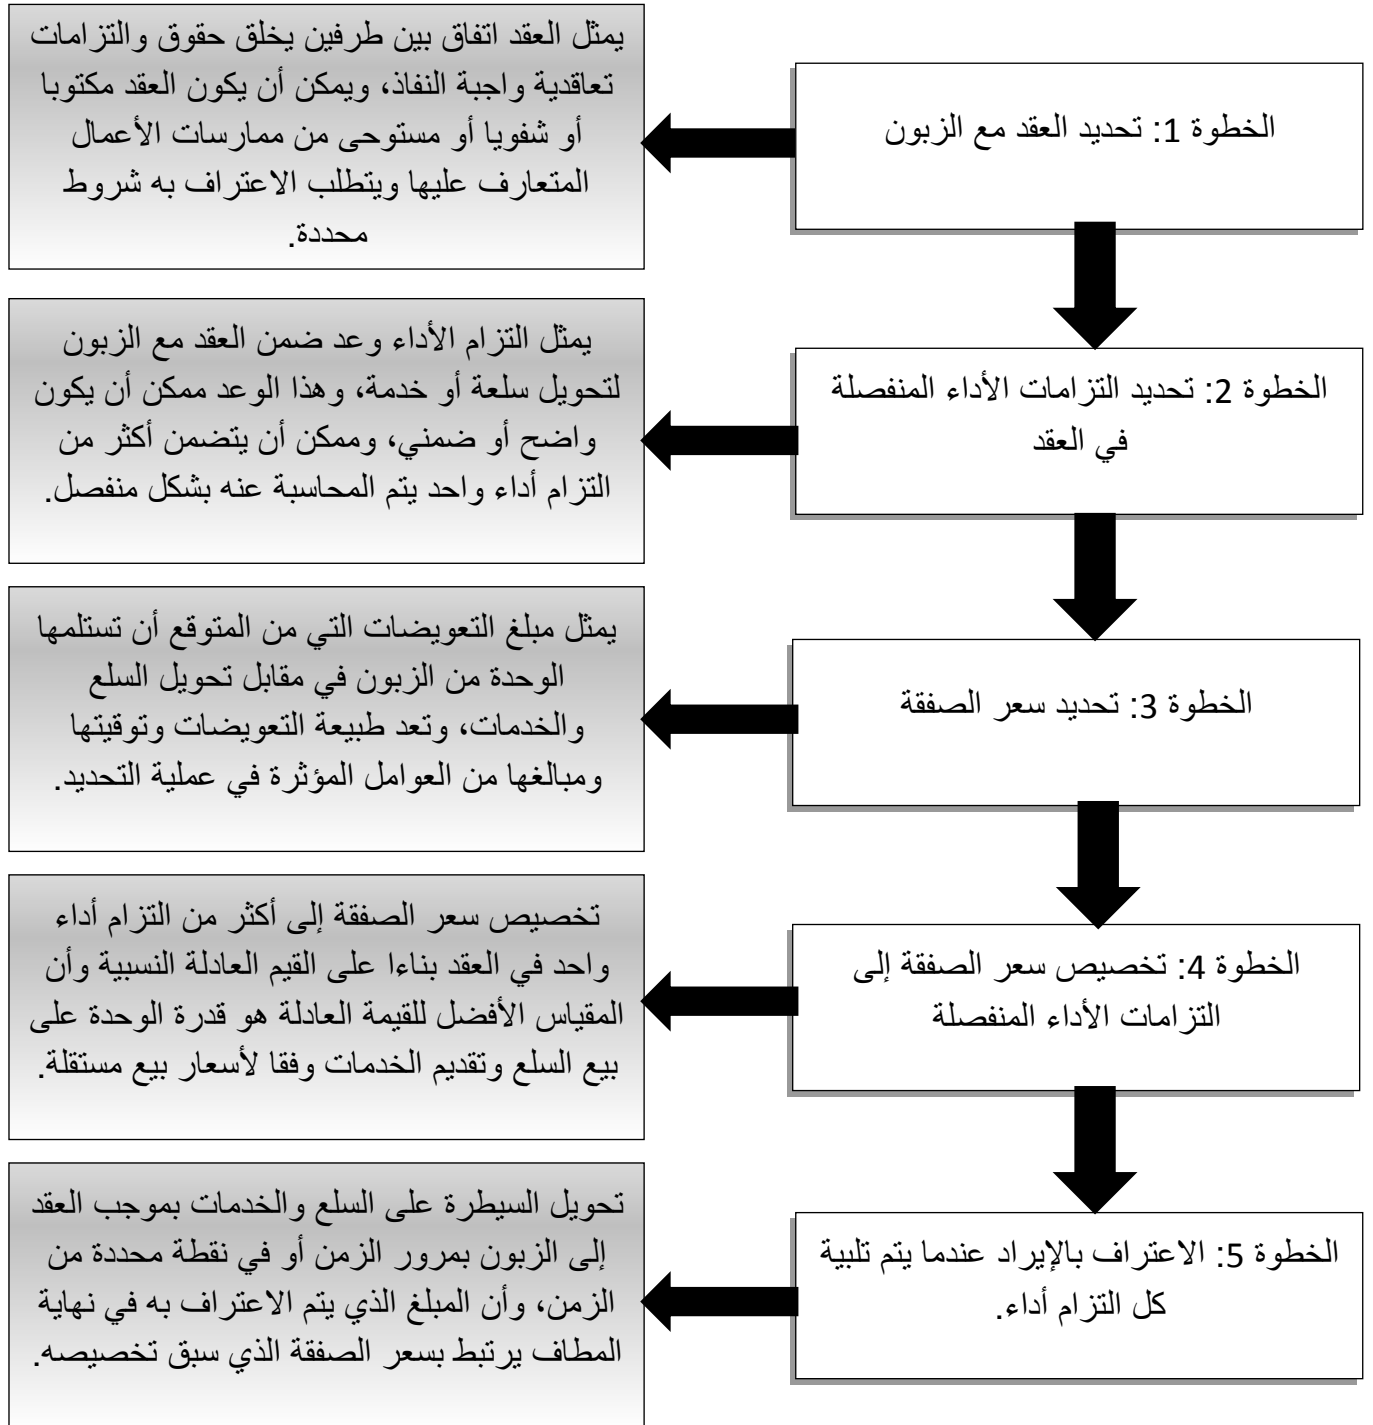 الخطوة 1: تحديد العقد مع الزبون
يمثل العقد اتفاق بين طرفين يخلق حقوق والتزامات
تعاقدية واجبة النفاذ، ويمكن أن يكون العقد مكتوبا
أو شفويا أو مستوحى من ممارسات الأعمال
المتعارف عليها ويتطلب الاعتراف به شروط
محددة.
الخطوة 2: تحديد التزامات الأداء المنفصلة
في العقد
يمثل التزام الأداء وعد ضمن العقد مع الزبون
لتحويل سلعة أو خدمة، وهذا الوعد ممكن أن يكون
واضح أو ضمني، وممكن أن يتضمن أكثر من
التزام أداء واحد يتم المحاسبة عنه بشكل منفصل.
الخطوة 3: تحديد سعر الصفقة
يمثل مبلغ التعويضات التي من المتوقع أن تستلمها
الوحدة من الزبون في مقابل تحويل السلع
والخدمات، وتعد طبيعة التعويضات وتوقيتها
ومبالغها من العوامل المؤثرة في عملية التحديد.
الخطوة 4: تخصيص سعر الصفقة إلى
التزامات الأداء المنفصلة
تخصيص سعر الصفقة إلى أكثر من التزام أداء
واحد في العقد بناءا على القيم العادلة النسبية وأن
المقياس الأفضل للقيمة العادلة هو قدرة الوحدة على
بيع السلع وتقديم الخدمات وفقا لأسعار بيع مستقلة.
الخطوة 5: الاعتراف بالإيراد عندما يتم تلبية
كل التزام أداء.
تحويل السيطرة على السلع والخدمات بموجب العقد
إلى الزبون بمرور الزمن أو في نقطة محددة من
الزمن، وأن المبلغ الذي يتم الاعتراف به في نهاية
المطاف يرتبط بسعر الصفقة الذي سبق تخصيصه.